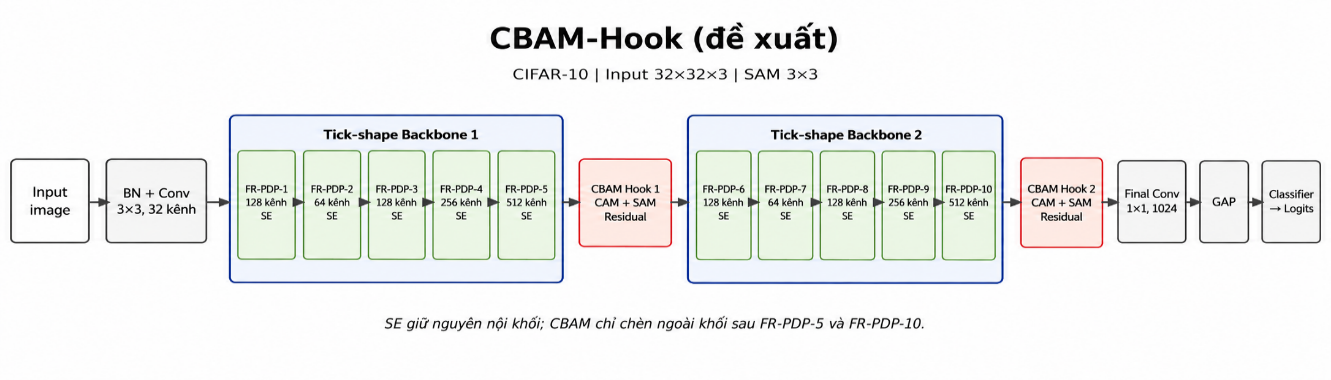 CBAM-Hook (đề xuất)
CIFAR-10 | Input 32×32×3 | SAM 3×3
Input
image
BN + Conv
3×3, 32 kênh
Tick-shape Backbone 1
FR-PDP-1
128 kênh
SE
FR-PDP-2
64 kênh
SE
FR-PDP-3
128 kênh
SE
FR-PDP-4
256 kênh
SE
FR-PDP-5
512 kênh
SE
CBAM Hook 1
CAM + SAM
Residual
Tick-shape Backbone 2
FR-PDP-6
128 kênh
SE
FR-PDP-7
64 kênh
SE
FR-PDP-8
128 kênh
SE
FR-PDP-9
256 kênh
SE
FR-PDP-10
512 kênh
SE
CBAM Hook 2
CAM + SAM
Residual
Final Conv
1×1, 1024
GAP
Classifier
→ Logits
SE giữ nguyên nội khối; CBAM chỉ chèn ngoài khối sau FR-PDP-5 và FR-PDP-10.